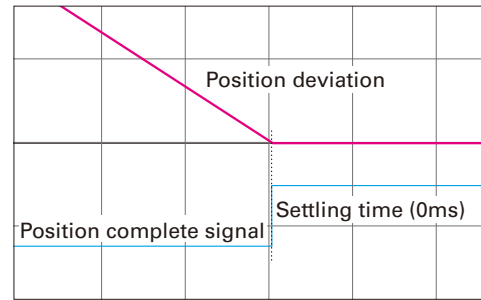 Position deviation
Settling time (0ms)
Position complete signal